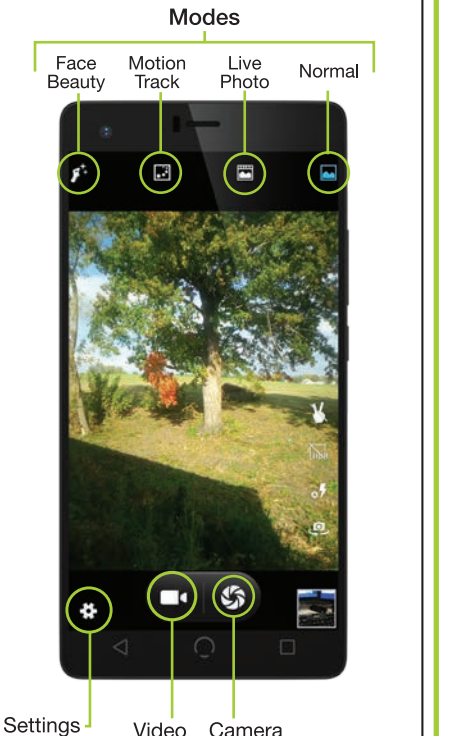 Modes
Face
Beauty
Motion
Track
Live
Photo
Normal
Settings
Video
Camera